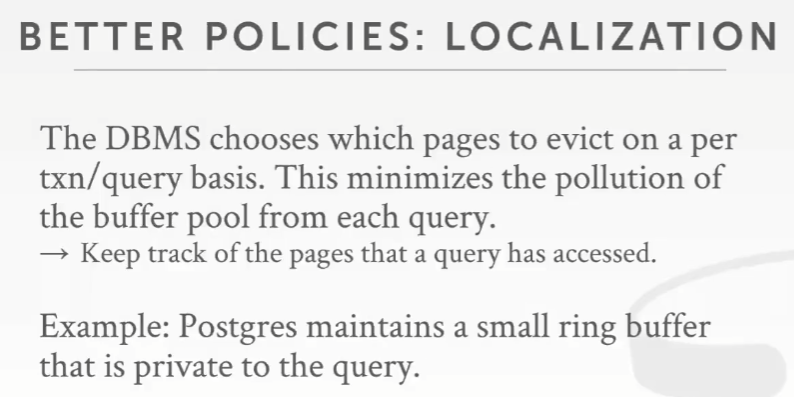 BETTER POLICIES: LOCALIZATION
The DBMS chooses which pages to evict on a per
txn/query basis. This minimizes the pollution of
the buffer pool from each query.
→ Keep track of the pages that a query has accessed.
Example: Postgres maintains a small ring buffer
that is private to the query.